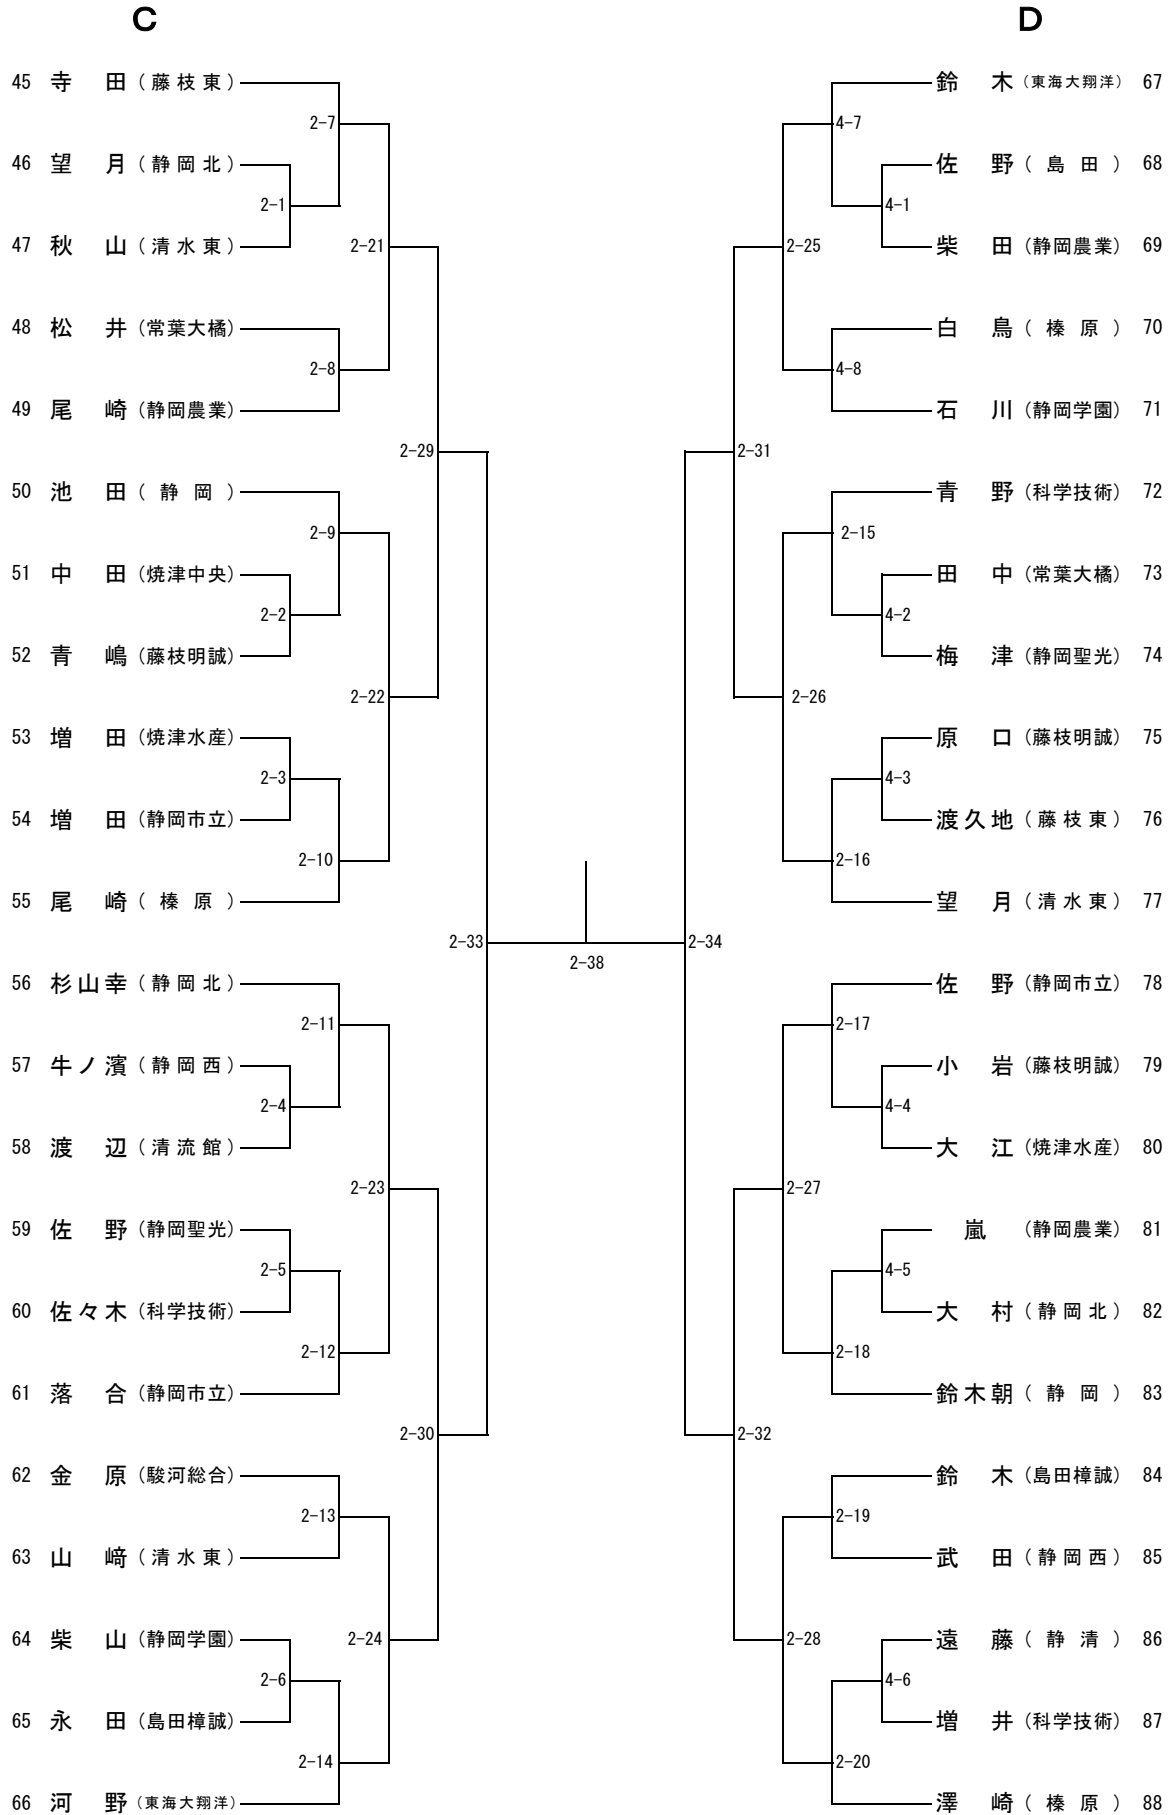 C
45 寺 田 (藤枝東)
2-7
46 望 月 (静岡北)
2-1
47 秋 山 (清水東)
2-21
48 松 井 (常葉大橘)
2-8
49 尾 崎 (静岡農業)
2-29
50 池 田 (静岡)
2-9
51 中 田 (焼津中央)
2-2
52 青 嶋 (藤枝明誠)
2-22
53 増 田 (焼津水産)
2-3
54 増 田 (静岡市立)
2-10
55 尾 崎 (榛原)
2-33
56 杉山幸 (静岡北)
2-11
57 牛ノ濱 (静岡西)
2-4
58 渡 辺 (清流館)
2-23
59 佐 野 (静岡聖光)
2-5
60 佐々木 (科学技術)
2-12
61 落 合 (静岡市立)
2-30
62 金 原 (駿河総合)
2-13
63 山 﨑 (清水東)
64 柴 山 (静岡学園)
2-24
2-6
65 永 田 (島田樟誠)
2-14
66 河 野 (東海大翔洋)
2-38
D
鈴 木 (東海大翔洋) 67
4-7
佐 野 (島田) 68
4-1
柴 田 (静岡農業) 69
2-25
白 鳥 (榛原) 70
4-8
石 川 (静岡学園) 71
2-31
青 野 (科学技術) 72
2-15
田 中 (常葉大橘) 73
4-2
梅 津 (静岡聖光) 74
2-26
原 口 (藤枝明誠) 75
4-3
渡久地 (藤枝東) 76
2-16
望 月 (清水東) 77
2-34
佐 野 (静岡市立) 78
2-17
小 岩 (藤枝明誠) 79
4-4
大 江 (焼津水産) 80
2-27
嵐 (静岡農業) 81
4-5
大 村 (静岡北) 82
2-18
鈴木朝 (静岡) 83
2-32
鈴 木 (島田樟誠) 84
2-19
武 田 (静岡西) 85
遠 藤 (静清) 86
2-28
4-6
増 井 (科学技術) 87
2-20
澤 崎 (榛原) 88